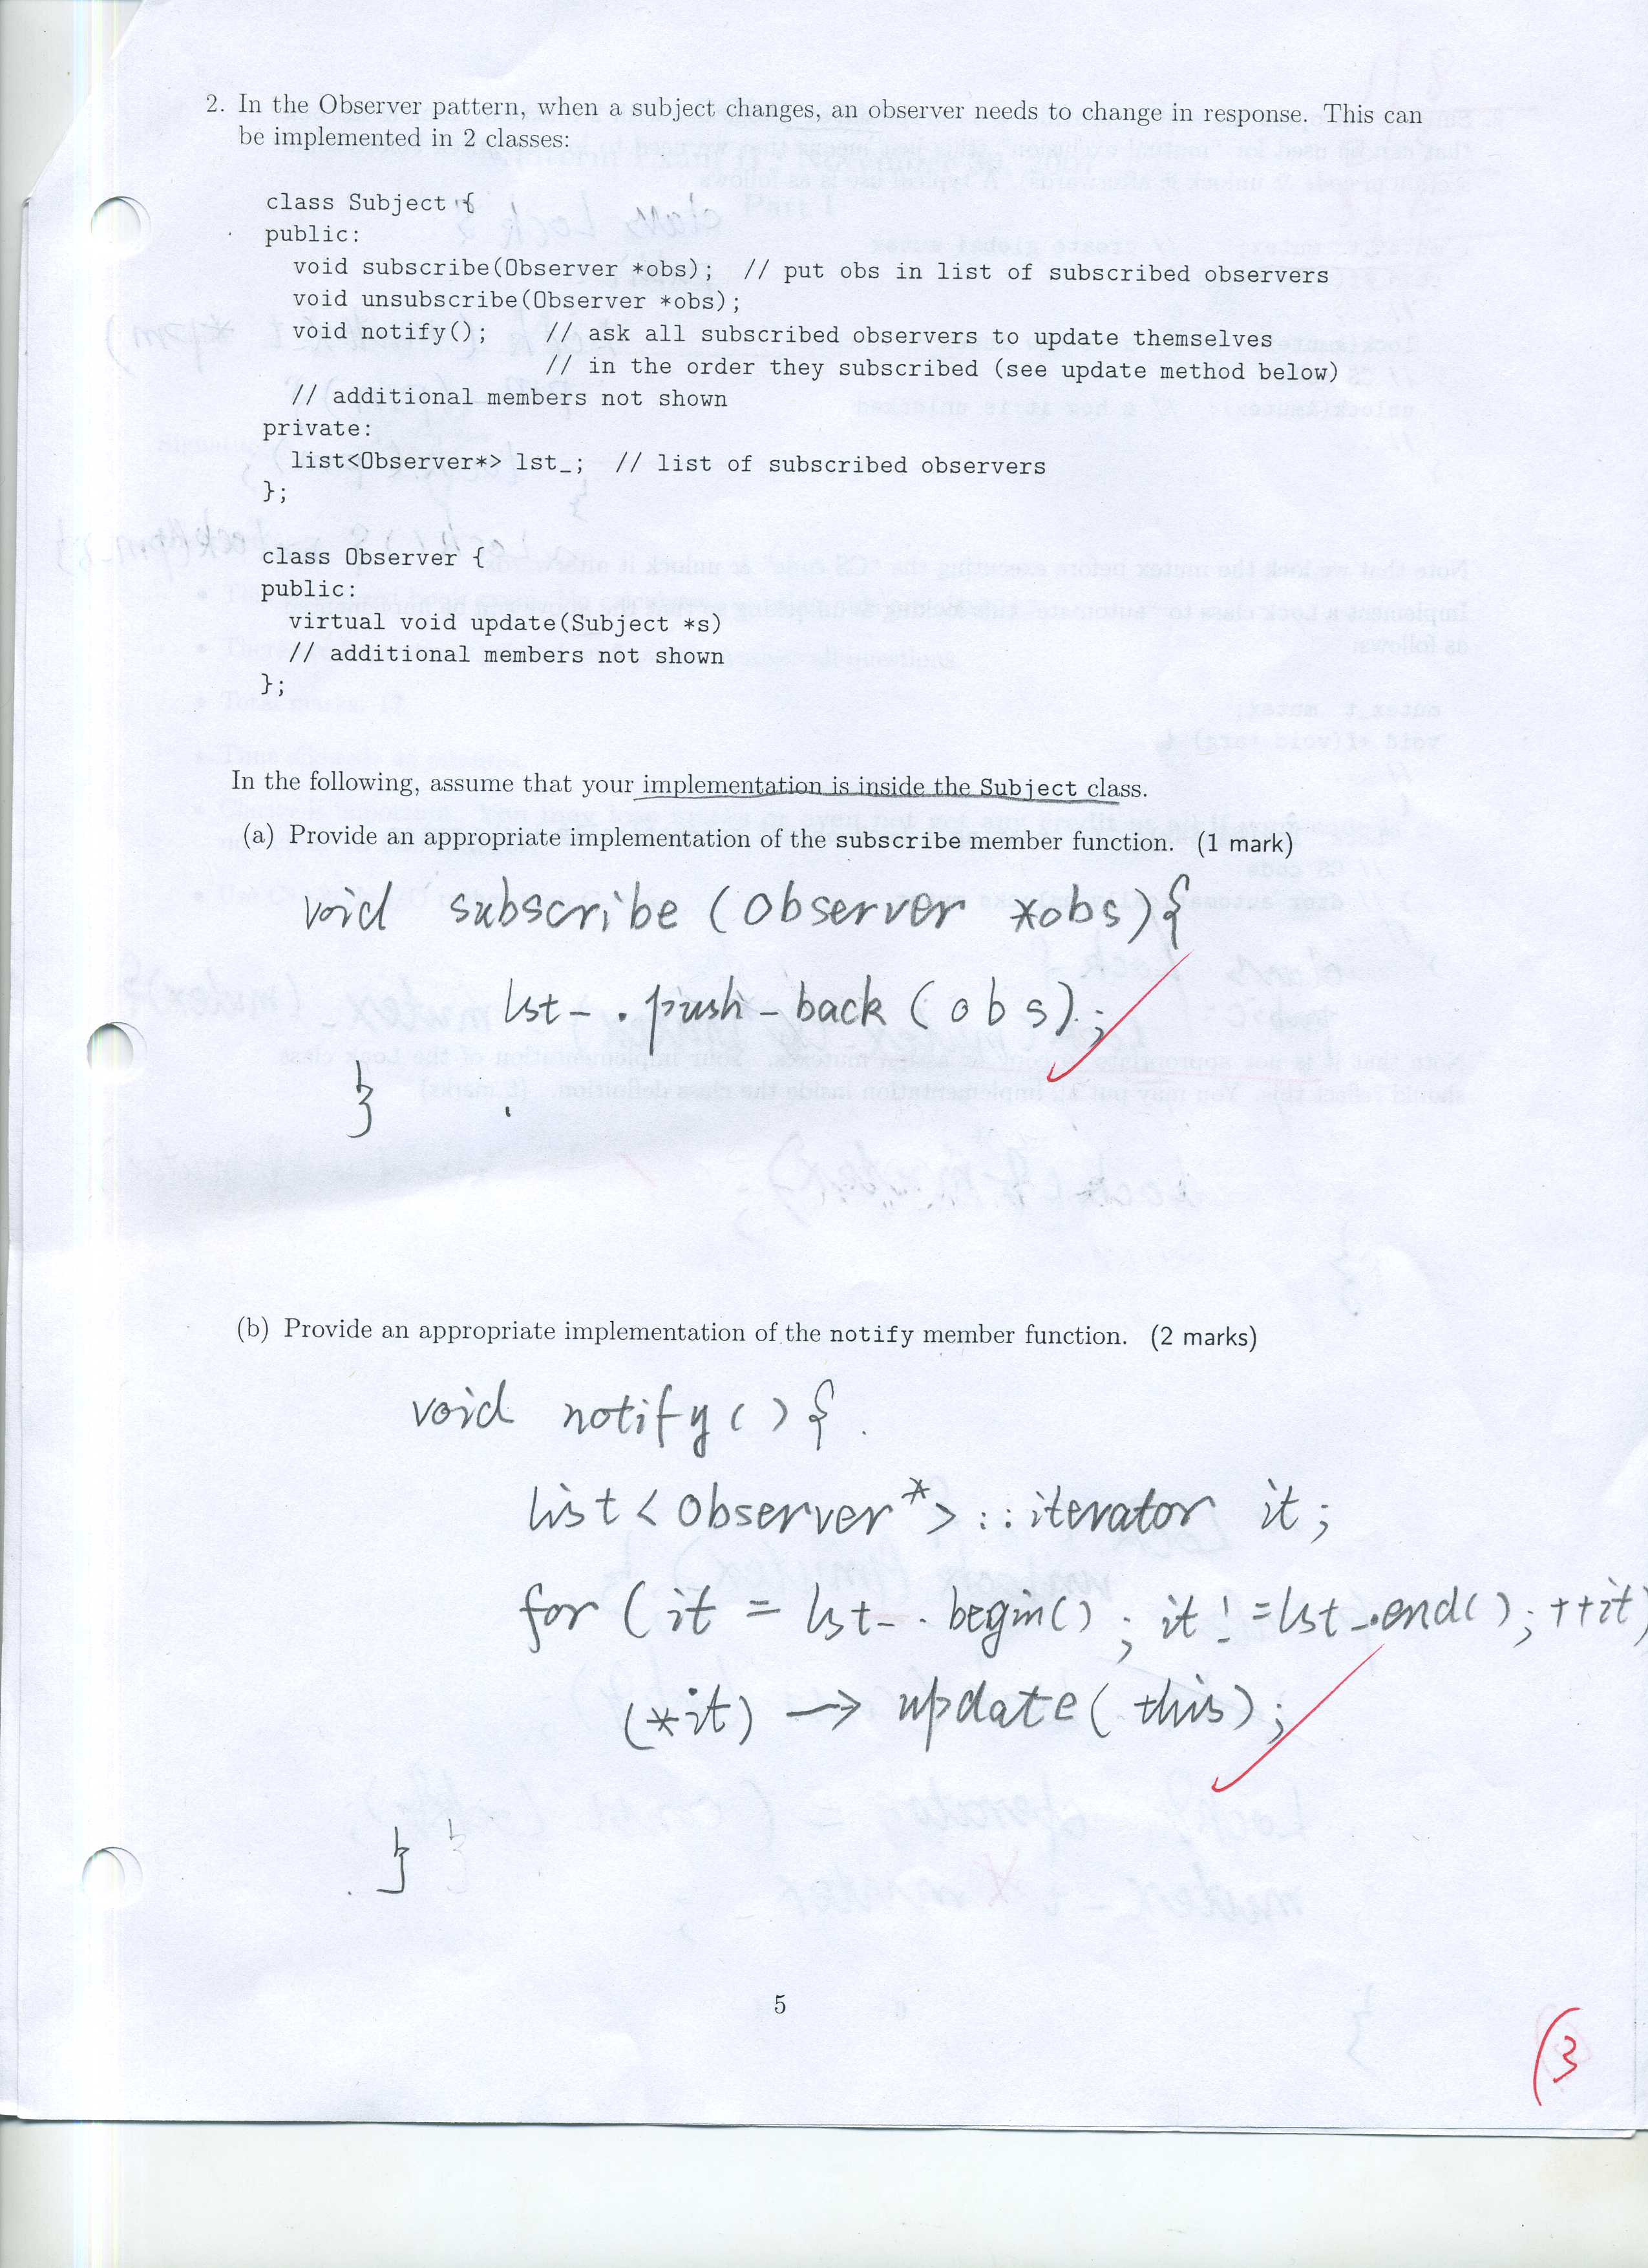 2. In the Observer pattern, when a subject changes, an observer needs to change in response. This can
be implemented in 2 classes:
class Subject {
public:
void subscribe(Observer *obs); // put obs in list of subscribed observers
void unsubscribe(Observer *obs);
void notify(); // ask all subscribed observers to update themselves
// in the order they subscribed (see update method below)
// additional members not shown
private:
list<Observer*> lst_; // list of subscribed observers
};
class Observer {
public:
virtual void update(Subject *s)
// additional members not shown
};
In the following, assume that your implementation is inside the Subject class.
(a) Provide an appropriate implementation of the subscribe member function. (1 mark)
void subscribe (Observer *obs){
lst_ . push_back (obs);
}
(b) Provide an appropriate implementation of the notify member function. (2 marks)
void notify() {
list<Observer*>::iterator it;
for (it = lst_ . begin(); it != lst_.end(); ++it)
(*it) -> update(this);
}
5
3